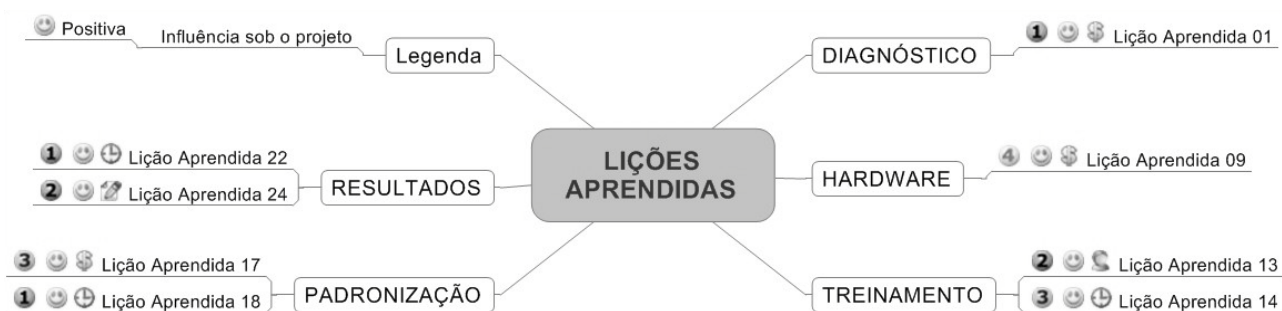 Positiva
Influência sob o projeto
Legenda
1 Lição Aprendida 22
2 Lição Aprendida 24
RESULTADOS
3 Lição Aprendida 17
1 Lição Aprendida 18
PADRONIZAÇÃO
LIÇÕES
APRENDIDAS
DIAGNÓSTICO
1 $ Lição Aprendida 01
HARDWARE
4 $ Lição Aprendida 09
TREINAMENTO
2 Lição Aprendida 13
3 Lição Aprendida 14